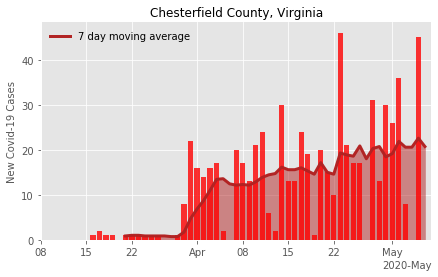 Chesterfield County, Virginia
7 day moving average
New Covid-19 Cases
40
30
20
10
0
08
15
22
Apr
08
15
22
May
2020-May